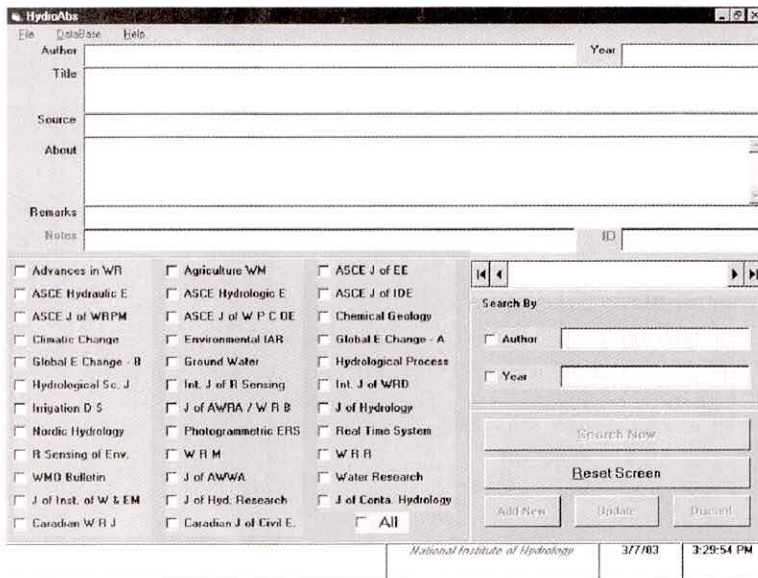 HydroAbs
File DataBase Help
Author Year
Title
Source
About
Remarks
Notes ID
Advances in WR Agriculture WM ASCE J of EE
ASCE Hydraulic E ASCE Hydrologic E ASCE J of IDE
ASCE J of WRPM ASCE J of W P C OE Chemical Geology
Climatic Change Environmental IAR Global E Change - A
Global E Change - B Ground Water Hydrological Process
Hydrological Sc. J Int. J of R Sensing Int. J of WRD
Irrigation D S J of AWRA / W R B J of Hydrology
Nordic Hydrology Photogrammetric ERS Real Time System
R Sensing of Env. W R M W R R
WMO Bulletin J of AWWA Water Research
J of Inst. of W & EM J of Hyd. Research J of Conta. Hydrology
Caradian W R J Caradian J of Civil E. All
Search By
Author
Year
Search Now
Reset Screen
Add New Update Discard
National Institute of Hydrology 3/7/03 3:29:54 PM